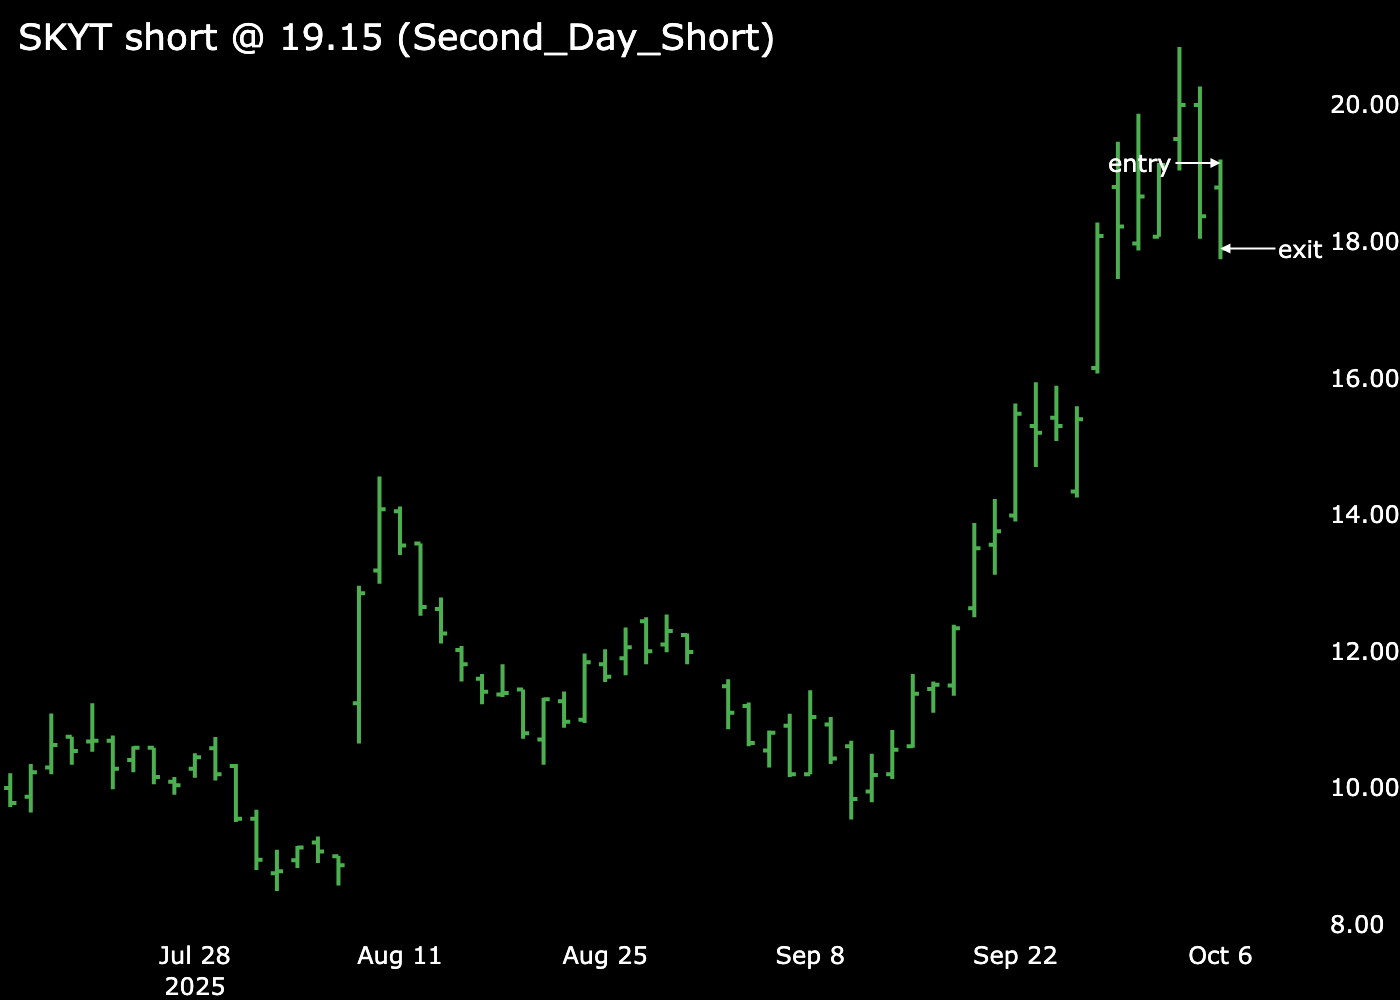 SKYT short @ 19.15 (Second_Day_Short)
20.00
entry
18.00
exit
16.00
14.00
12.00
10.00
8.00
Jul 28
2025
Aug 11
Aug 25
Sep 8
Sep 22
Oct 6